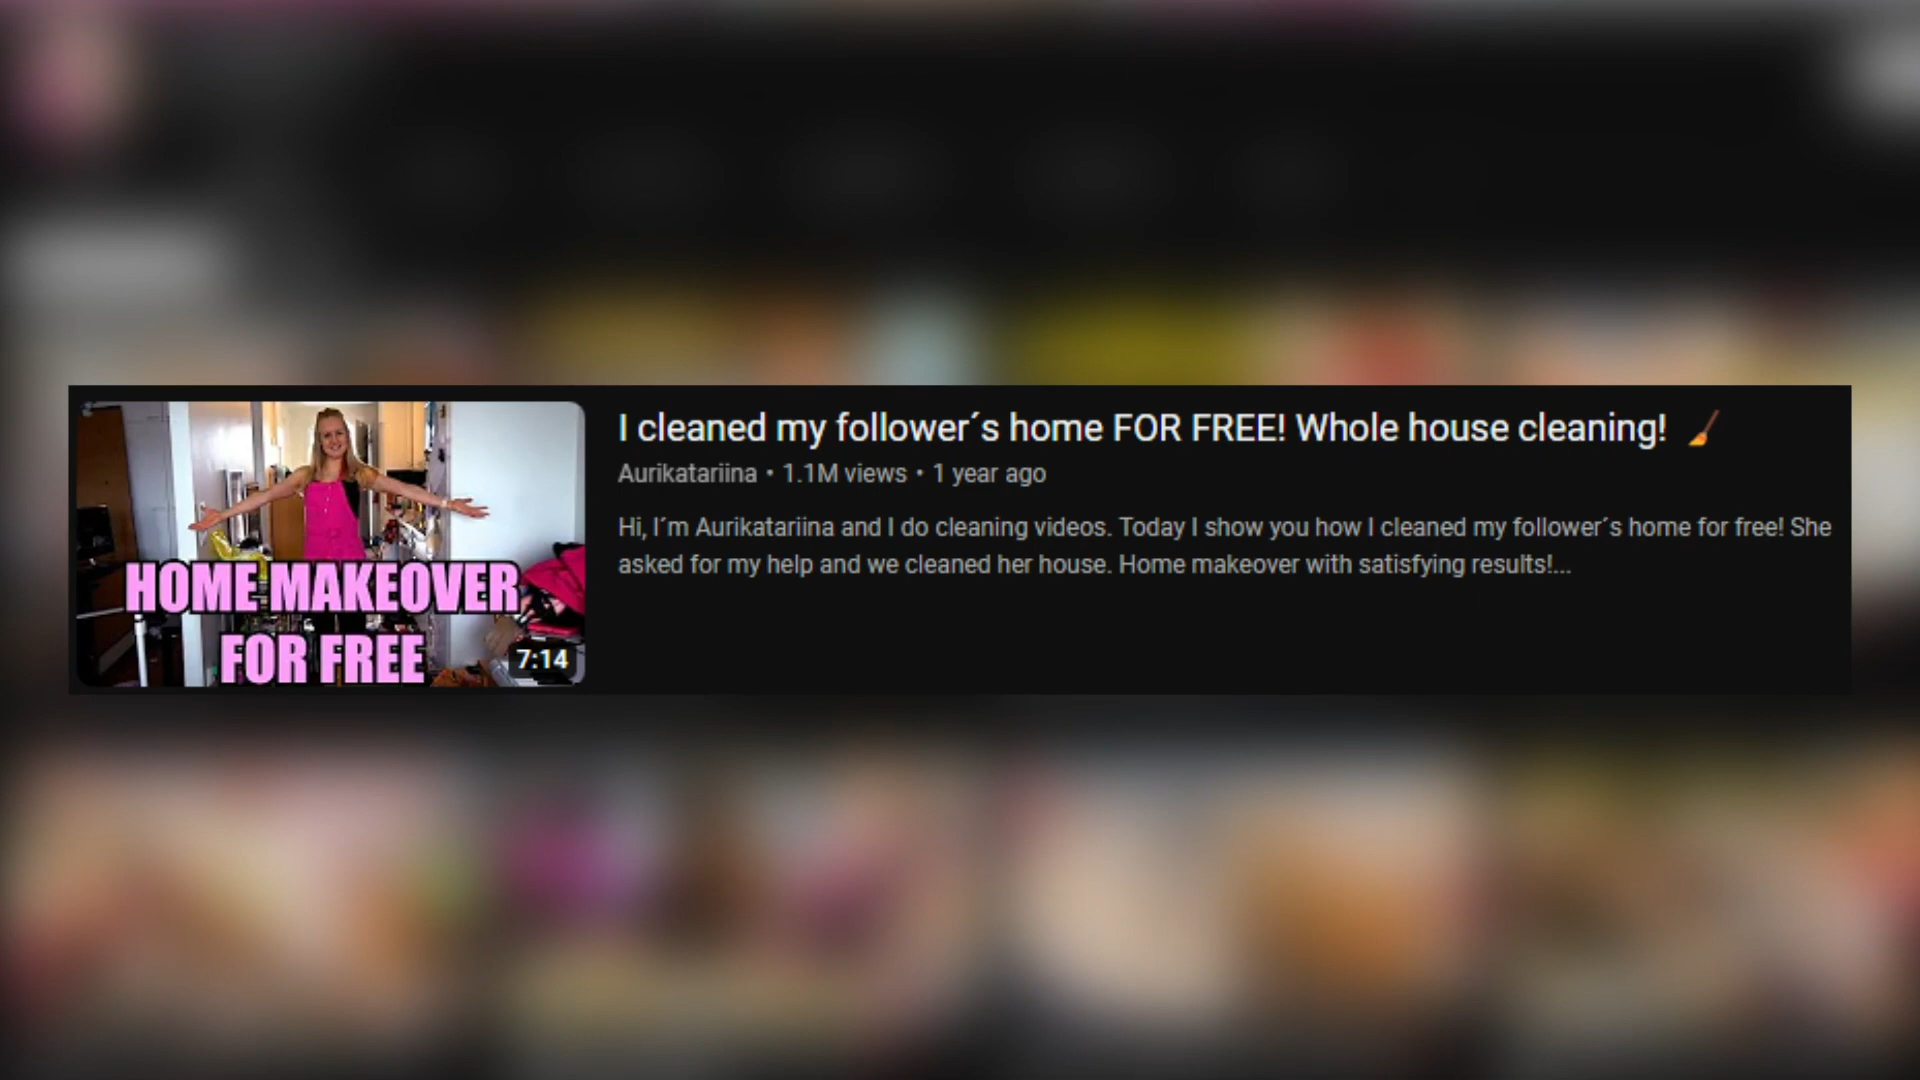 I cleaned my follower´s home FOR FREE! Whole house cleaning! 🧹
Aurikatariina • 1.1M views • 1 year ago
Hi, I´m Aurikatariina and I do cleaning videos. Today I show you how I cleaned my follower´s home for free! She
asked for my help and we cleaned her house. Home makeover with satisfying results!...
HOME MAKEOVER
FOR FREE
7:14